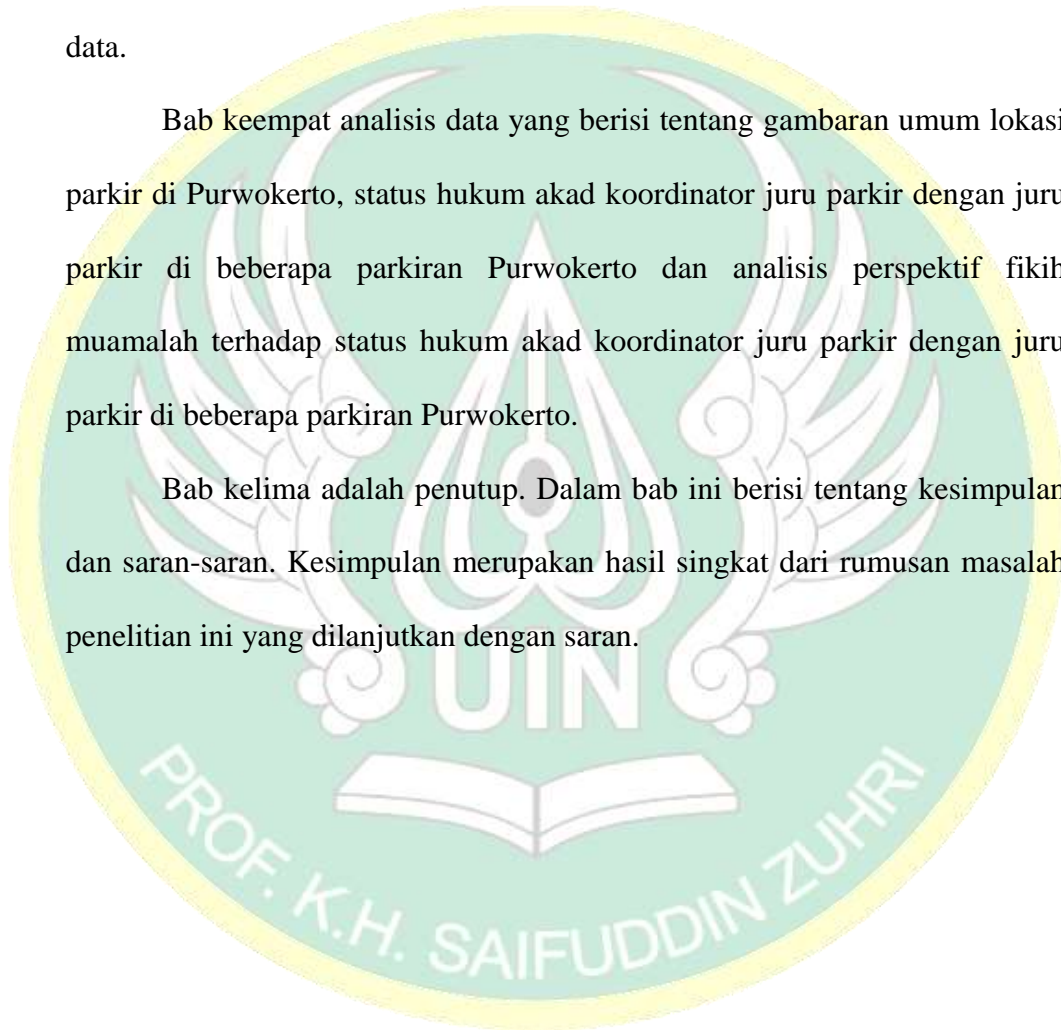 data.
Bab keempat analisis data yang berisi tentang gambaran umum lokasi
parkir di Purwokerto, status hukum akad koordinator juru parkir dengan juru
parkir di beberapa parkiran Purwokerto dan analisis perspektif fikih
muamalah terhadap status hukum akad koordinator juru parkir dengan juru
parkir di beberapa parkiran Purwokerto.
Bab kelima adalah penutup. Dalam bab ini berisi tentang kesimpulan
dan saran-saran. Kesimpulan merupakan hasil singkat dari rumusan masalah
penelitian ini yang dilanjutkan dengan saran.
UIN
PROF. K.H. SAIFUDDIN ZUHRI